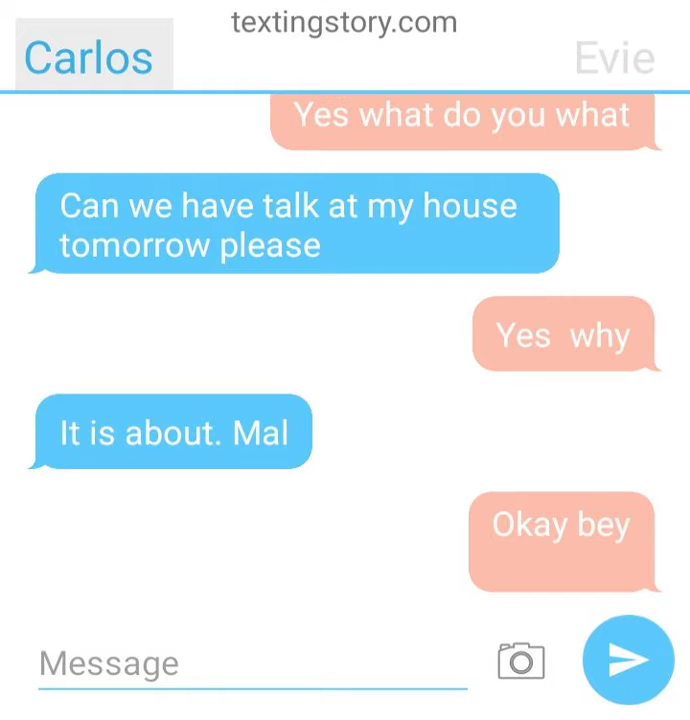 textingstory.com
Carlos
Evie
Yes what do you what
Can we have talk at my house
tomorrow please
Yes  why
It is about. Mal
Okay bey
Message